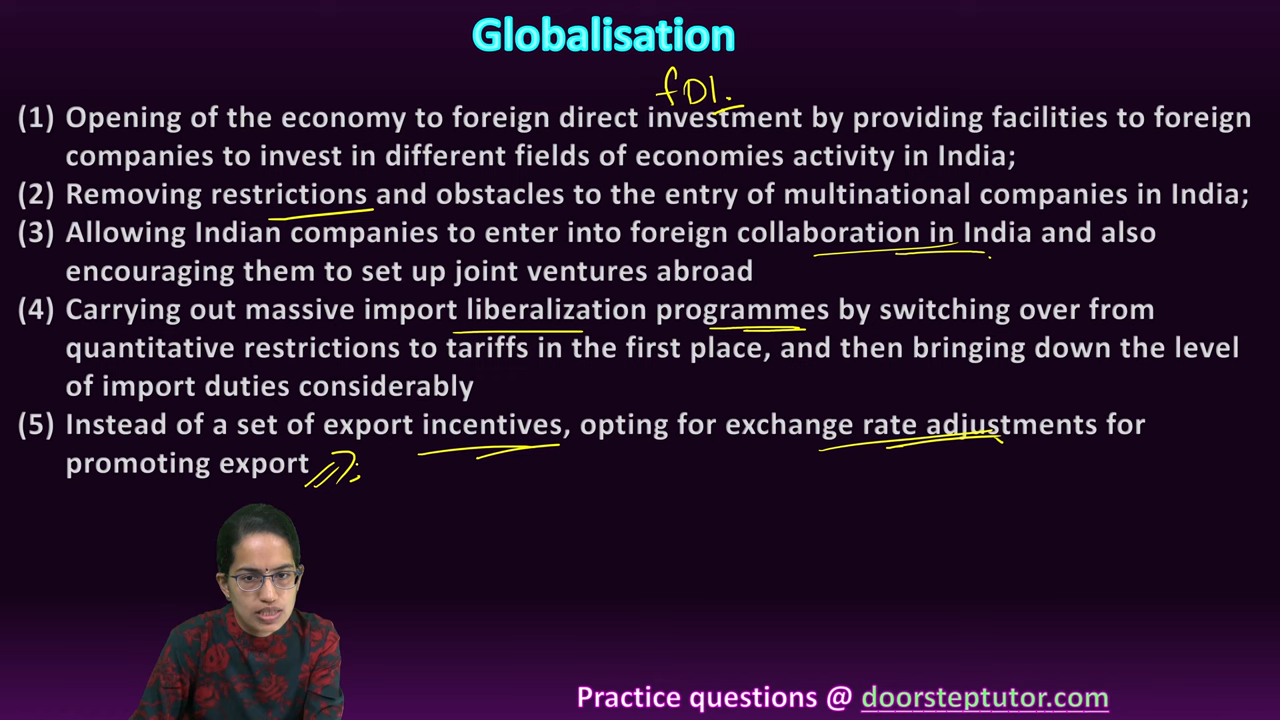 Globalisation
fDI.
(1) Opening of the economy to foreign direct investment by providing facilities to foreign
companies to invest in different fields of economies activity in India;
(2) Removing restrictions and obstacles to the entry of multinational companies in India;
(3) Allowing Indian companies to enter into foreign collaboration in India and also
encouraging them to set up joint ventures abroad
(4) Carrying out massive import liberalization programmes by switching over from
quantitative restrictions to tariffs in the first place, and then bringing down the level
of import duties considerably
(5) Instead of a set of export incentives, opting for exchange rate adjustments for
promoting export
Practice questions @ doorsteptutor.com